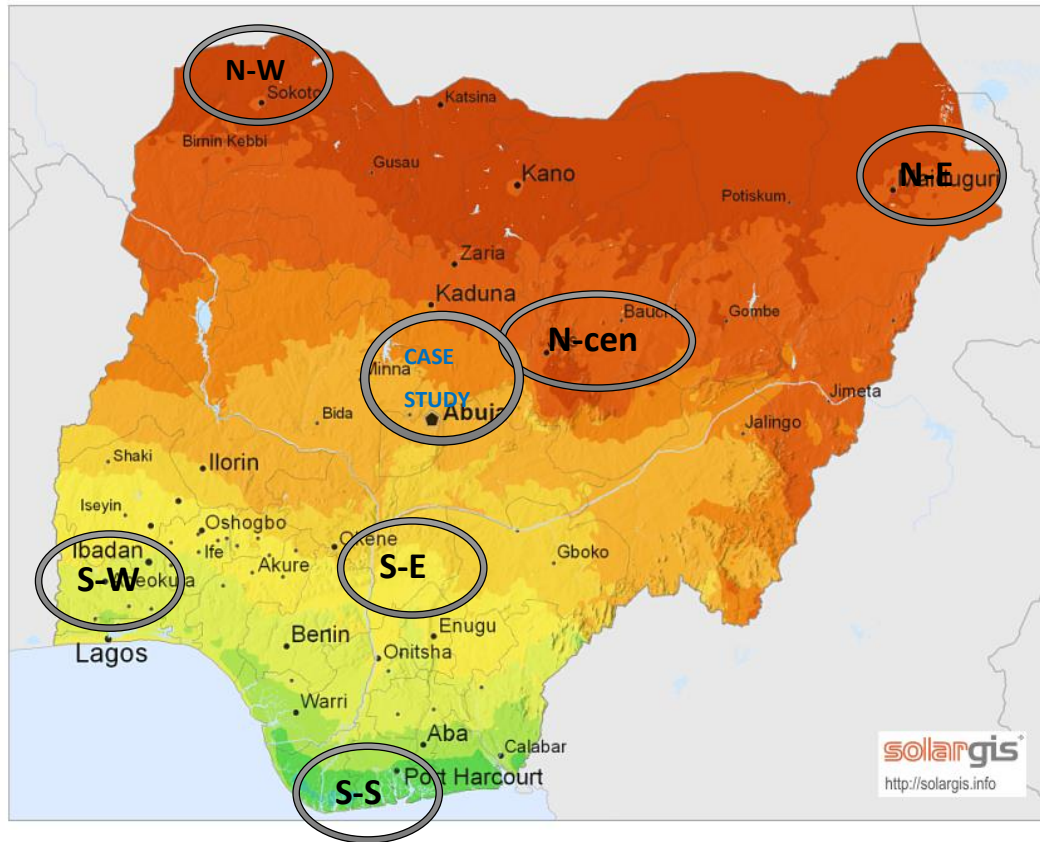 N-W
Sokoto
Katsina
Birnin Kebbi
Gusau
Kano
N-E
Potiskum
Zaria
Kaduna
Bauchi
Gombe
N-cen
CASE
Minna
STUDY
Abuja
Bida
Jimeta
Jalingo
Shaki
Ilorin
Iseyin
Oshogbo
Okene
Ibadan
Ife
Gboko
Akure
S-E
S-W
Abeokuta
Enugu
Benin
Onitsha
Lagos
Warri
Aba
Calabar
Port Harcourt
S-S
solargis
http://solargis.info